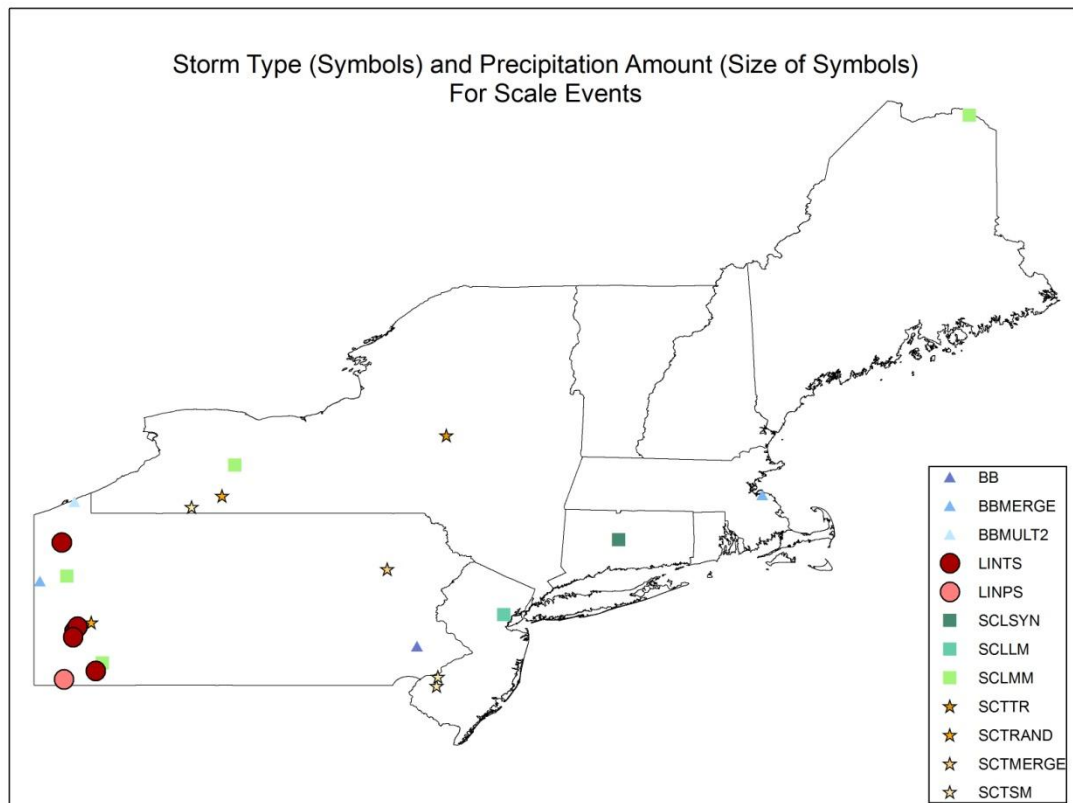 Storm Type (Symbols) and Precipitation Amount (Size of Symbols)
For Scale Events
BB
BBMERGE
BBMULT2
LINTS
LINPS
SCLSYN
SCLLM
SCLMM
SCTTR
SCTRAND
SCTMERGE
SCTSM